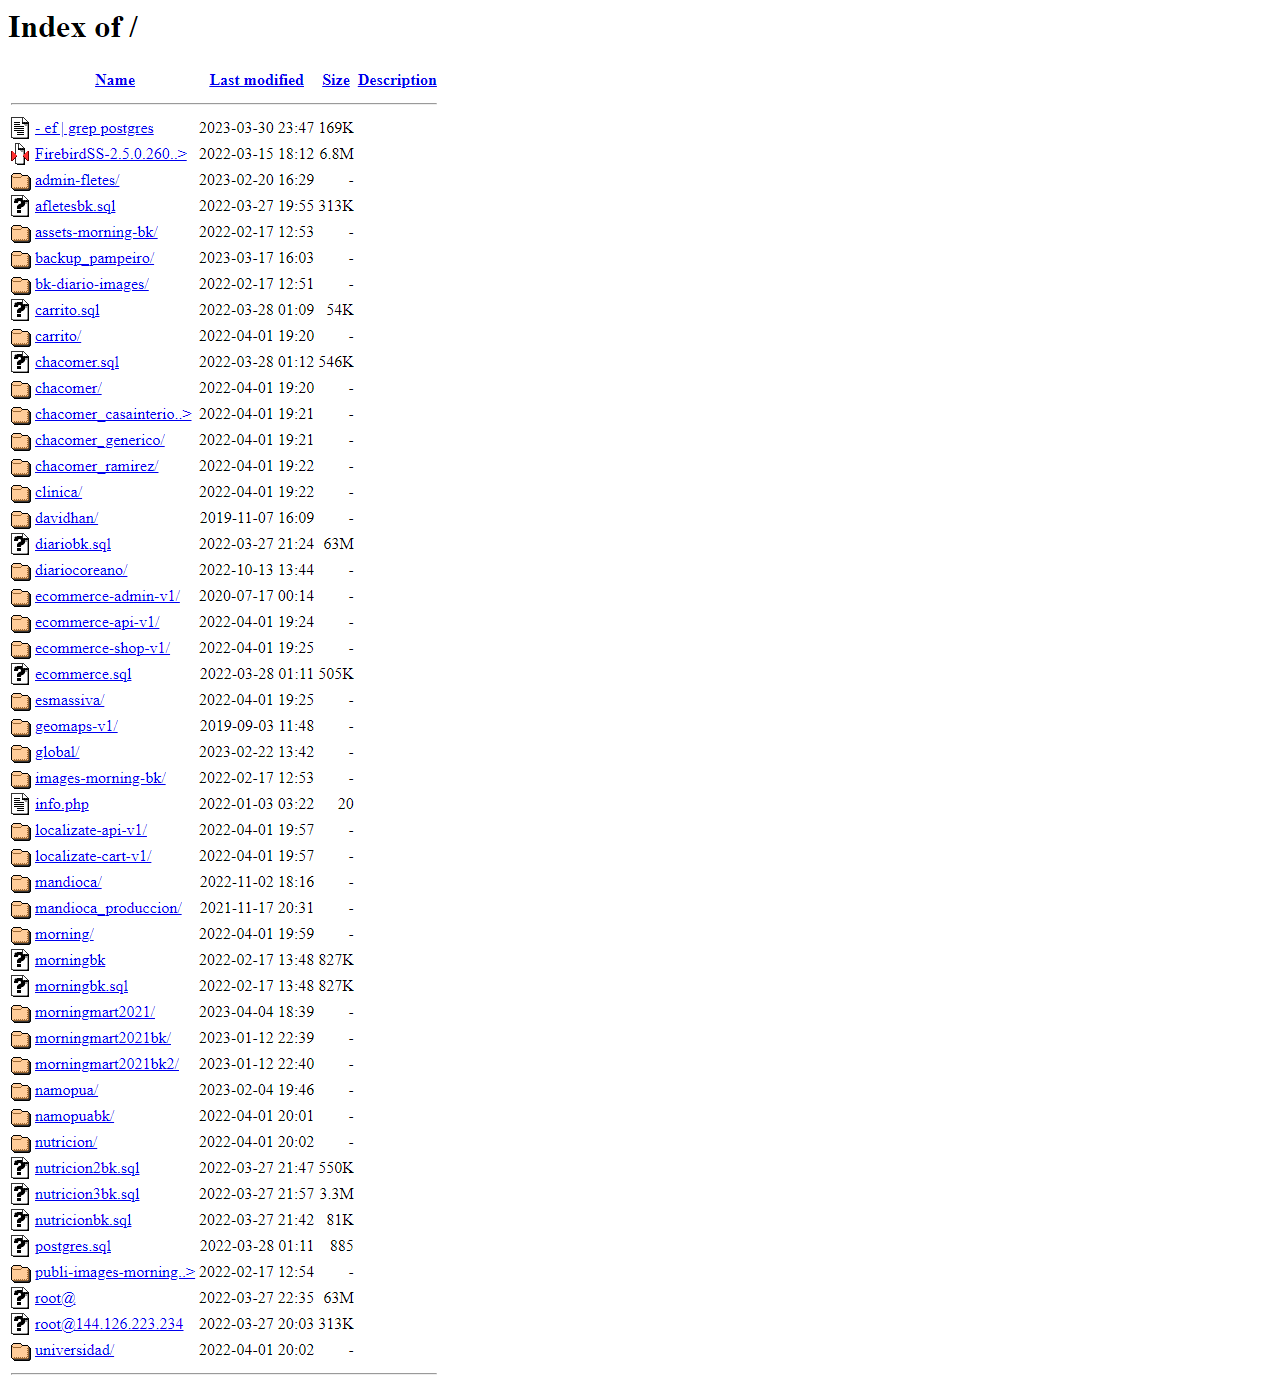 Index of /
Name Last modified Size Description
- ef | grep postgres 2023-03-30 23:47 169K
FirebirdSS-2.5.0.260..> 2022-03-15 18:12 6.8M
admin-fletes/ 2023-02-20 16:29 -
afletesbk.sql 2022-03-27 19:55 313K
assets-morning-bk/ 2022-02-17 12:53 -
backup_pampeiro/ 2023-03-17 16:03 -
bk-diario-images/ 2022-02-17 12:51 -
carrito.sql 2022-03-28 01:09 54K
carrito/ 2022-04-01 19:20 -
chacomer.sql 2022-03-28 01:12 546K
chacomer/ 2022-04-01 19:20 -
chacomer_casainterio..> 2022-04-01 19:21 -
chacomer_generico/ 2022-04-01 19:21 -
chacomer_ramirez/ 2022-04-01 19:22 -
clinica/ 2022-04-01 19:22 -
davidhan/ 2019-11-07 16:09 -
diariobk.sql 2022-03-27 21:24 63M
diariocoreano/ 2022-10-13 13:44 -
ecommerce-admin-v1/ 2020-07-17 00:14 -
ecommerce-api-v1/ 2022-04-01 19:24 -
ecommerce-shop-v1/ 2022-04-01 19:25 -
ecommerce.sql 2022-03-28 01:11 505K
esmassiva/ 2022-04-01 19:25 -
geomaps-v1/ 2019-09-03 11:48 -
global/ 2023-02-22 13:42 -
images-morning-bk/ 2022-02-17 12:53 -
info.php 2022-01-03 03:22 20
localizate-api-v1/ 2022-04-01 19:57 -
localizate-cart-v1/ 2022-04-01 19:57 -
mandioca/ 2022-11-02 18:16 -
mandioca_produccion/ 2021-11-17 20:31 -
morning/ 2022-04-01 19:59 -
morningbk 2022-02-17 13:48 827K
morningbk.sql 2022-02-17 13:48 827K
morningmart2021/ 2023-04-04 18:39 -
morningmart2021bk/ 2023-01-12 22:39 -
morningmart2021bk2/ 2023-01-12 22:40 -
namopua/ 2023-02-04 19:46 -
namopuabk/ 2022-04-01 20:01 -
nutricion/ 2022-04-01 20:02 -
nutricion2bk.sql 2022-03-27 21:47 550K
nutricion3bk.sql 2022-03-27 21:57 3.3M
nutricionbk.sql 2022-03-27 21:42 81K
postgres.sql 2022-03-28 01:11 885
publi-images-morning..> 2022-02-17 12:54 -
root@ 2022-03-27 22:35 63M
root@144.126.223.234 2022-03-27 20:03 313K
universidad/ 2022-04-01 20:02 -